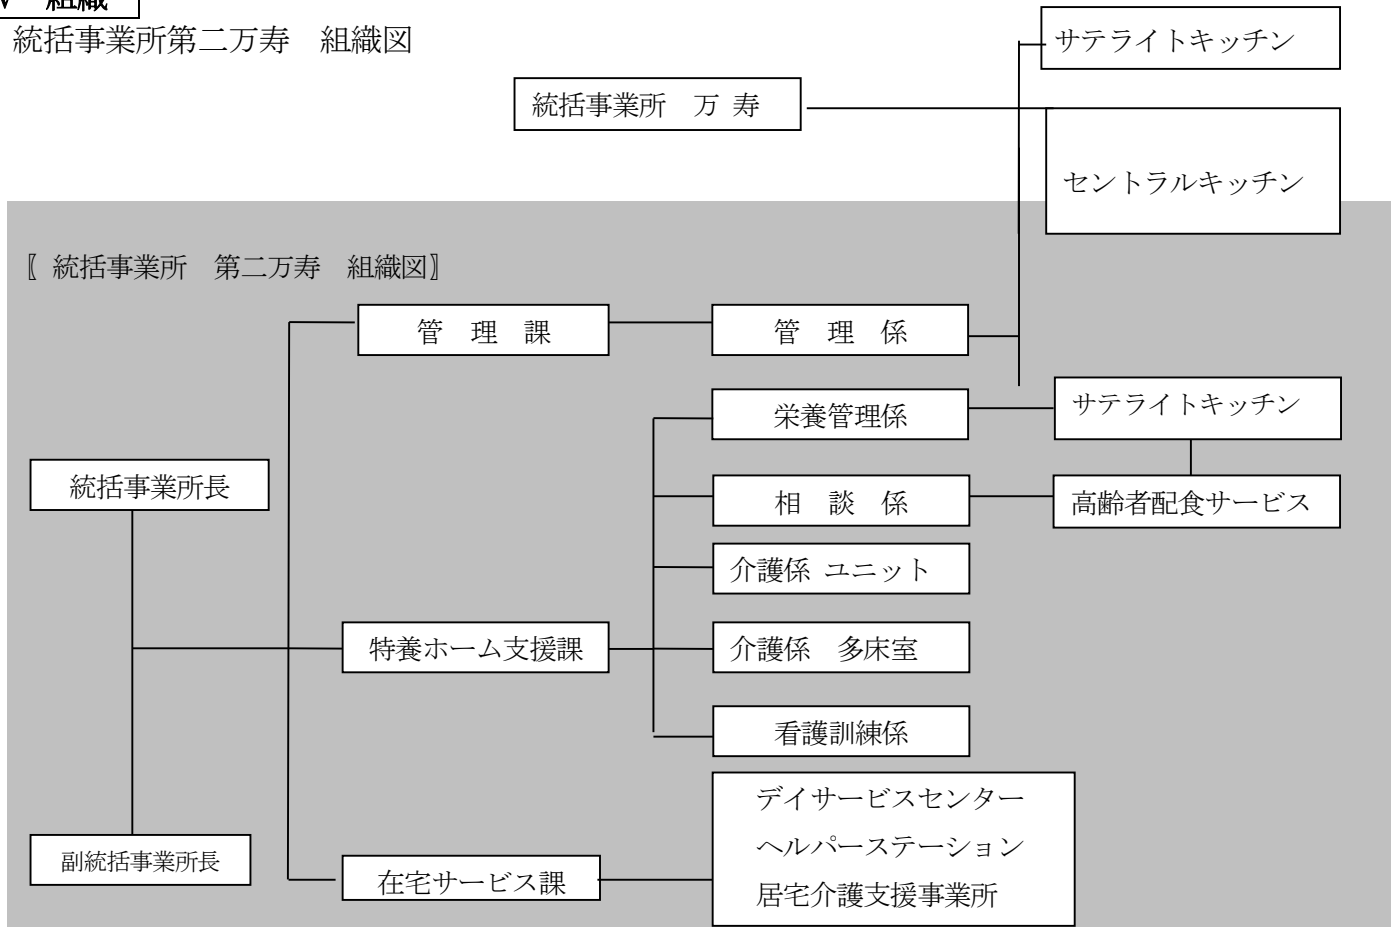 組織
統括事業所第二万寿　組織図
サテライトキッチン
統括事業所　万 寿
セントラルキッチン
〖 統括事業所　第二万寿　組織図〗
管　理　課
管　理　係
栄養管理係
サテライトキッチン
統括事業所長
相　談　係
高齢者配食サービス
介護係 ユニット
特養ホーム支援課
介護係　多床室
看護訓練係
デイサービスセンター
ヘルパーステーション
居宅介護支援事業所
副統括事業所長
在宅サービス課